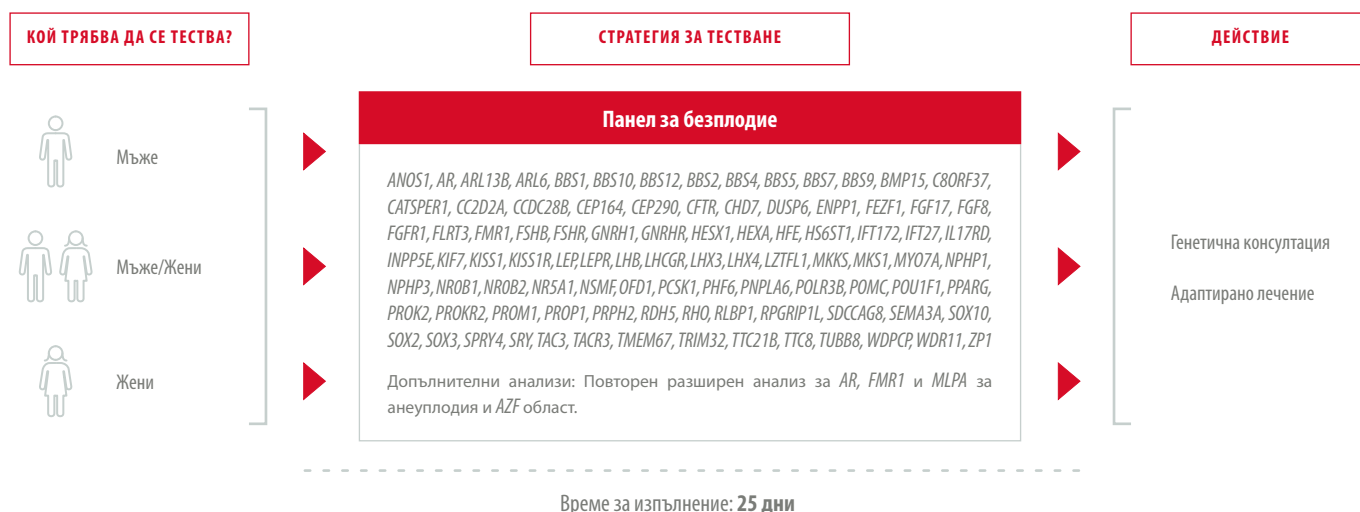 КОЙ ТРЯБВА ДА СЕ ТЕСТВА?
СТРАТЕГИЯ ЗА ТЕСТВАНЕ
ДЕЙСТВИЕ
Мъже
Мъже/Жени
Жени
Панел за безплодие
ANOS1, AR, ARL13B, ARL6, BBS1, BBS10, BBS12, BBS2, BBS4, BBS5, BBS7, BBS9, BMP15, C8ORF37,
CATSPER1, CC2D2A, CCDC28B, CEP164, CEP290, CFTR, CHD7, DUSP6, ENPP1, FEZF1, FGF17, FGF8,
FGFR1, FLRT3, FMR1, FSHB, FSHR, GNRH1, GNRHR, HESX1, HEXA, HFE, HS6ST1, IFT172, IFT27, IL17RD,
INPP5E, KIF7, KISS1, KISS1R, LEP, LEPR, LHB, LHCGR, LHX3, LHX4, LZTFL1, MKKS, MKS1, MYO7A, NPHP1,
NPHP3, NR0B1, NR0B2, NR5A1, NSMF, OFD1, PCSK1, PHF6, PNPLA6, POLR3B, POMC, POU1F1, PPARG,
PROK2, PROKR2, PROM1, PROP1, PRPH2, RDH5, RHO, RLBP1, RPGRIP1L, SDCCAG8, SEMA3A, SOX10,
SOX2, SOX3, SPRY4, SRY, TAC3, TACR3, TMEM67, TRIM32, TTC21B, TTC8, TUBB8, WDPCP, WDR11, ZP1
Допълнителни анализи: Повторен разширен анализ за AR, FMR1 и MLPA за
анеуплодия и AZF област.
Генетична консултация
Адаптирано лечение
Време за изпълнение: 25 дни